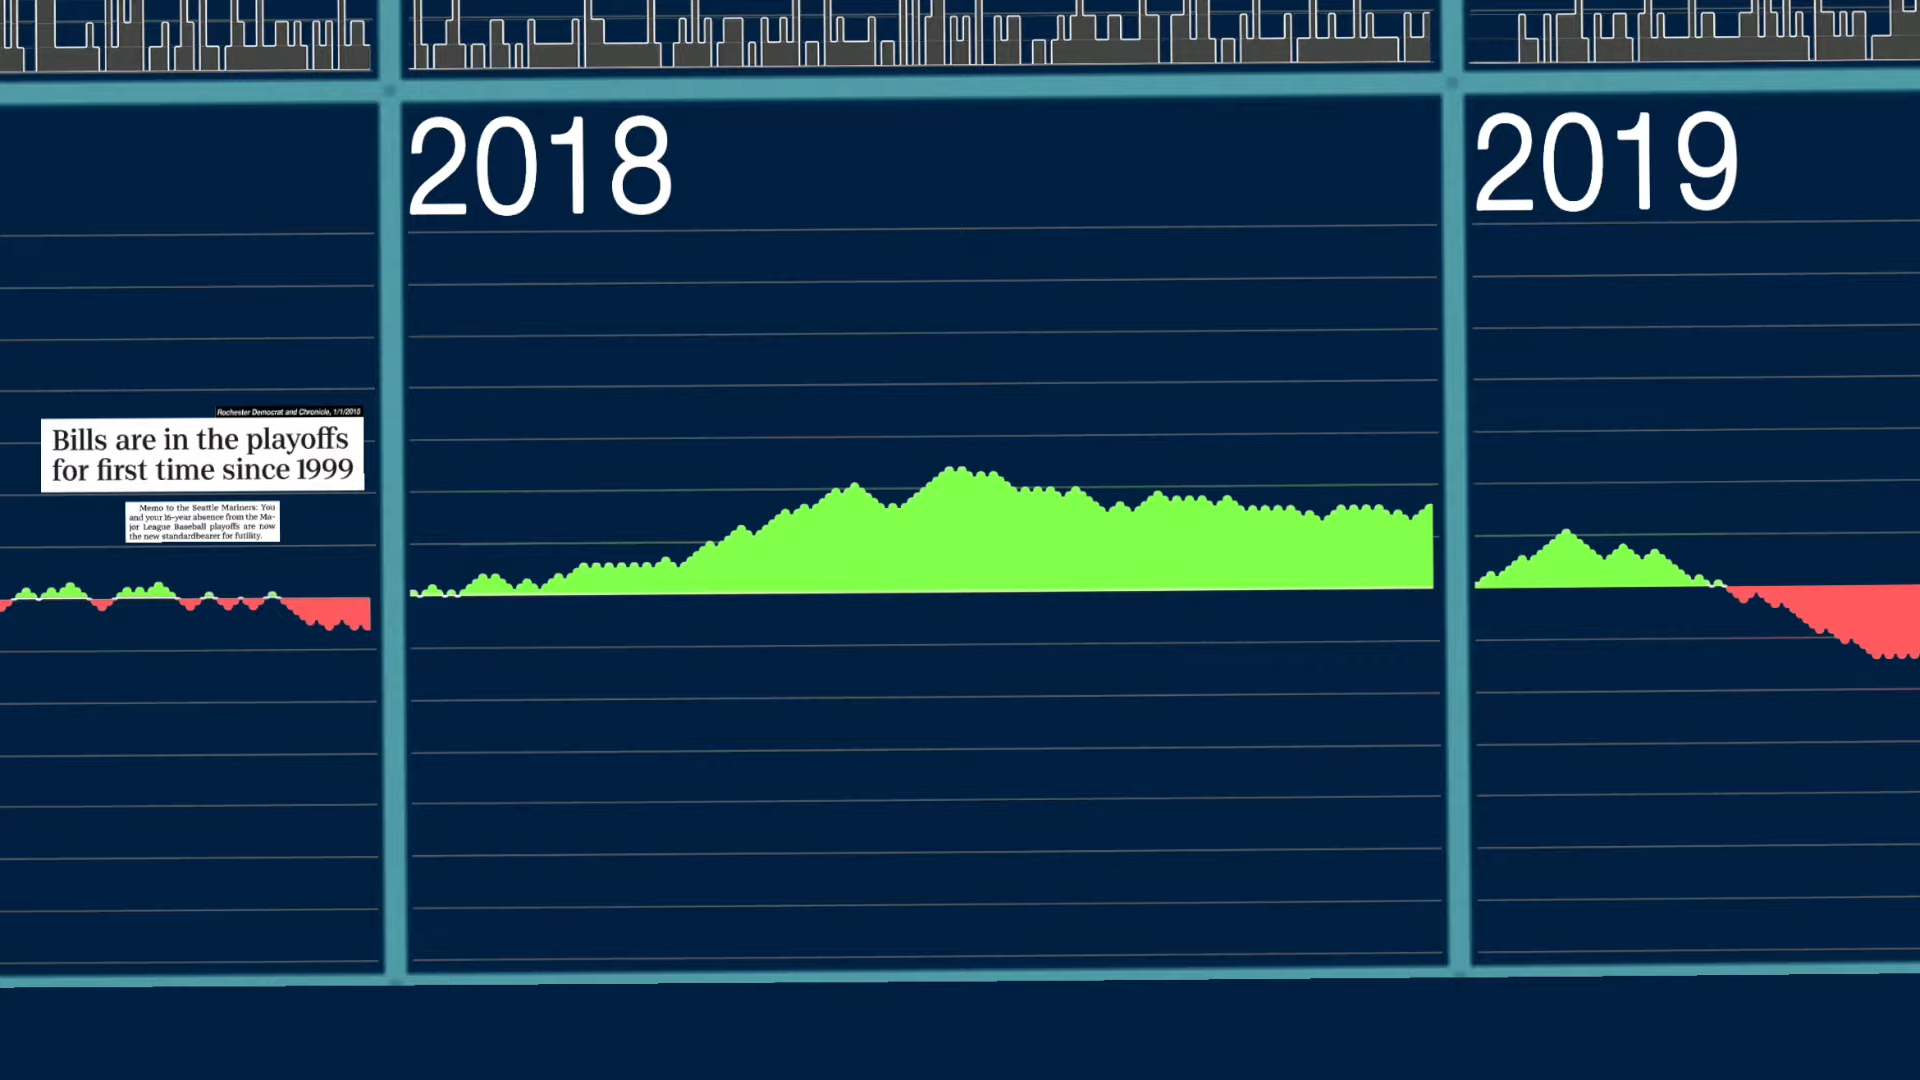 2018
2019
Rochester Democrat and Chronicle, 1/1/2018
Bills are in the playoffs
for first time since 1999
Memo to the Seattle Mariners: You
and your 16-year absence from the Ma-
jor League Baseball playoffs are now
the new standardbearer for futility.